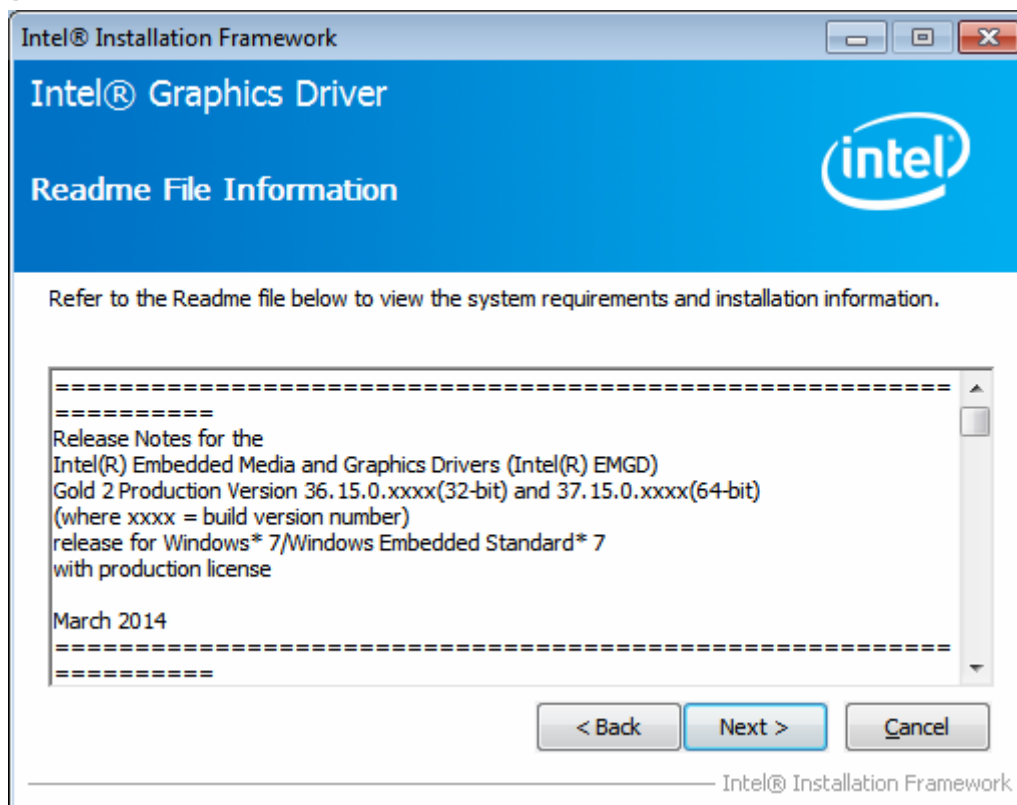 Intel® Installation Framework
Intel® Graphics Driver
intel®
Readme File Information
Refer to the Readme file below to view the system requirements and installation information.
========================================================
==========
Release Notes for the
Intel(R) Embedded Media and Graphics Drivers (Intel(R) EMGD)
Gold 2 Production Version 36.15.0.xxxx(32-bit) and 37.15.0.xxxx(64-bit)
(where xxxx = build version number)
release for Windows* 7/Windows Embedded Standard* 7
with production license
March 2014
========================================================
==========
< Back
Next >
Cancel
Intel® Installation Framework